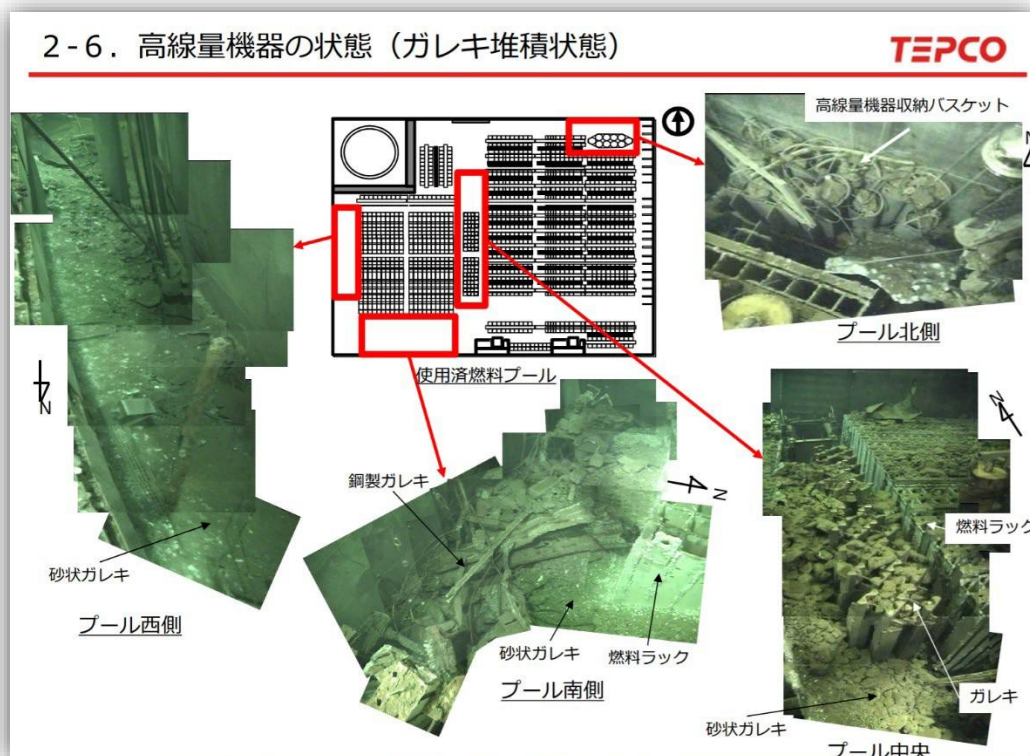 2-6. 高線量機器の状態（ガレキ堆積状態）
TEPCO
高線量機器収納バスケット
N
プール北側
使用済燃料プール
N
砂状ガレキ
プール西側
鋼製ガレキ
N
砂状ガレキ
燃料ラック
プール南側
N
燃料ラック
ガレキ
砂状ガレキ
プール中央